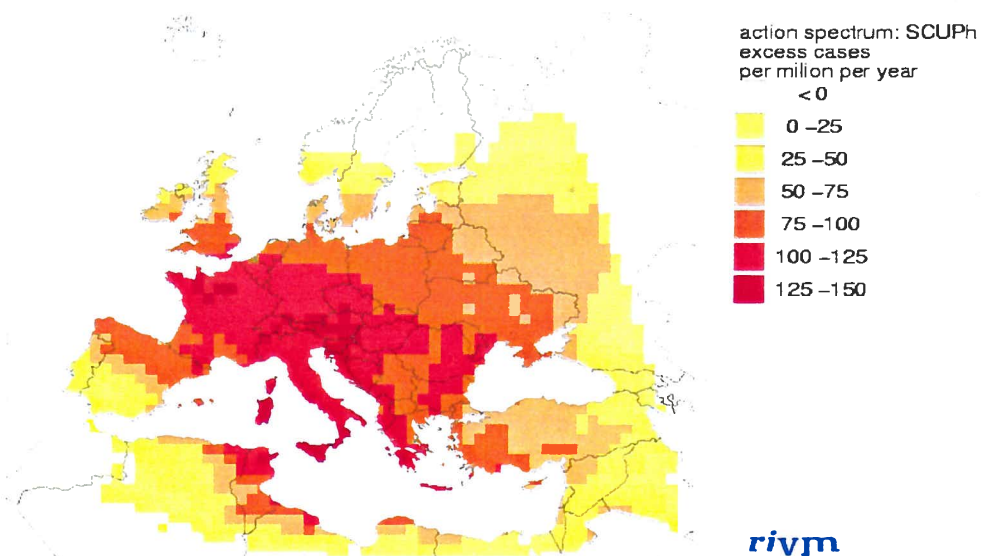 action spectrum: SCUPh
excess cases
per milion per year
<0
0 –25
25 –50
50 –75
75 –100
100 –125
125 –150
rivm